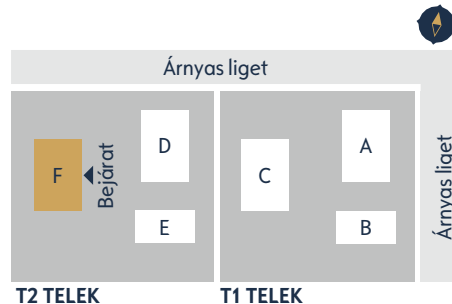 Árnyas liget
D
A
F
Bejárat
C
Árnyas liget
E
B
T2 TELEK
T1 TELEK